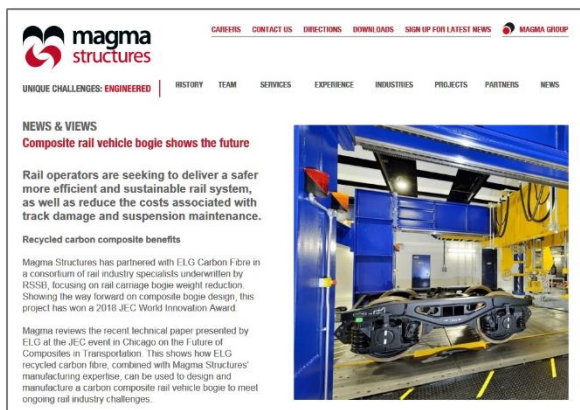 magma
structures
CAREERS CONTACT US DIRECTIONS DOWNLOADS SIGN UP FOR LATEST NEWS MAGMA GROUP
UNIQUE CHALLENGES: ENGINEERED
HISTORY TEAM SERVICES EXPERIENCE INDUSTRIES PROJECTS PARTNERS NEWS
NEWS & VIEWS
Composite rail vehicle bogie shows the future
Rail operators are seeking to deliver a safer
more efficient and sustainable rail system,
as well as reduce the costs associated with
track damage and suspension maintenance.
Recycled carbon composite benefits
Magma Structures has partnered with ELG Carbon Fibre in
a consortium of rail industry specialists underwritten by
RSSB, focusing on rail carriage bogie weight reduction.
Showing the way forward on composite bogie design, this
project has won a 2018 JEC World Innovation Award.
Magma reviews the recent technical paper presented by
ELG at the JEC event in Chicago on the Future of
Composites in Transportation. This shows how ELG
recycled carbon fibre, combined with Magma Structures'
manufacturing expertise, can be used to design and
manufacture a carbon composite rail vehicle bogie to meet
ongoing rail industry challenges.